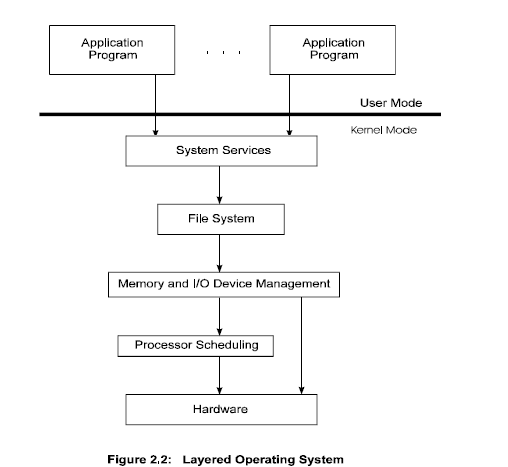 Application
Program
. . .
Application
Program
User Mode
Kernel Mode
System Services
File System
Memory and I/O Device Management
Processor Scheduling
Hardware
Figure 2.2: Layered Operating System